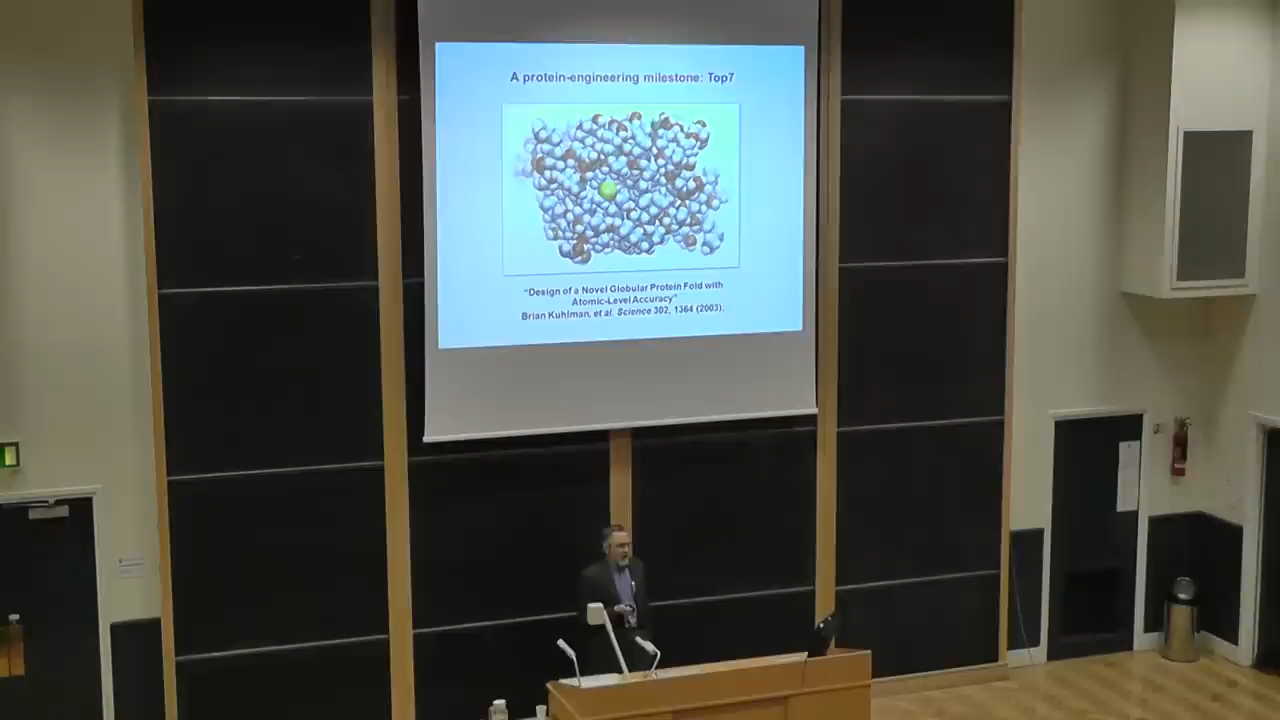 A protein-engineering milestone: Top7
“Design of a Novel Globular Protein Fold with
Atomic-Level Accuracy”
Brian Kuhlman, et al. Science 302, 1364 (2003).